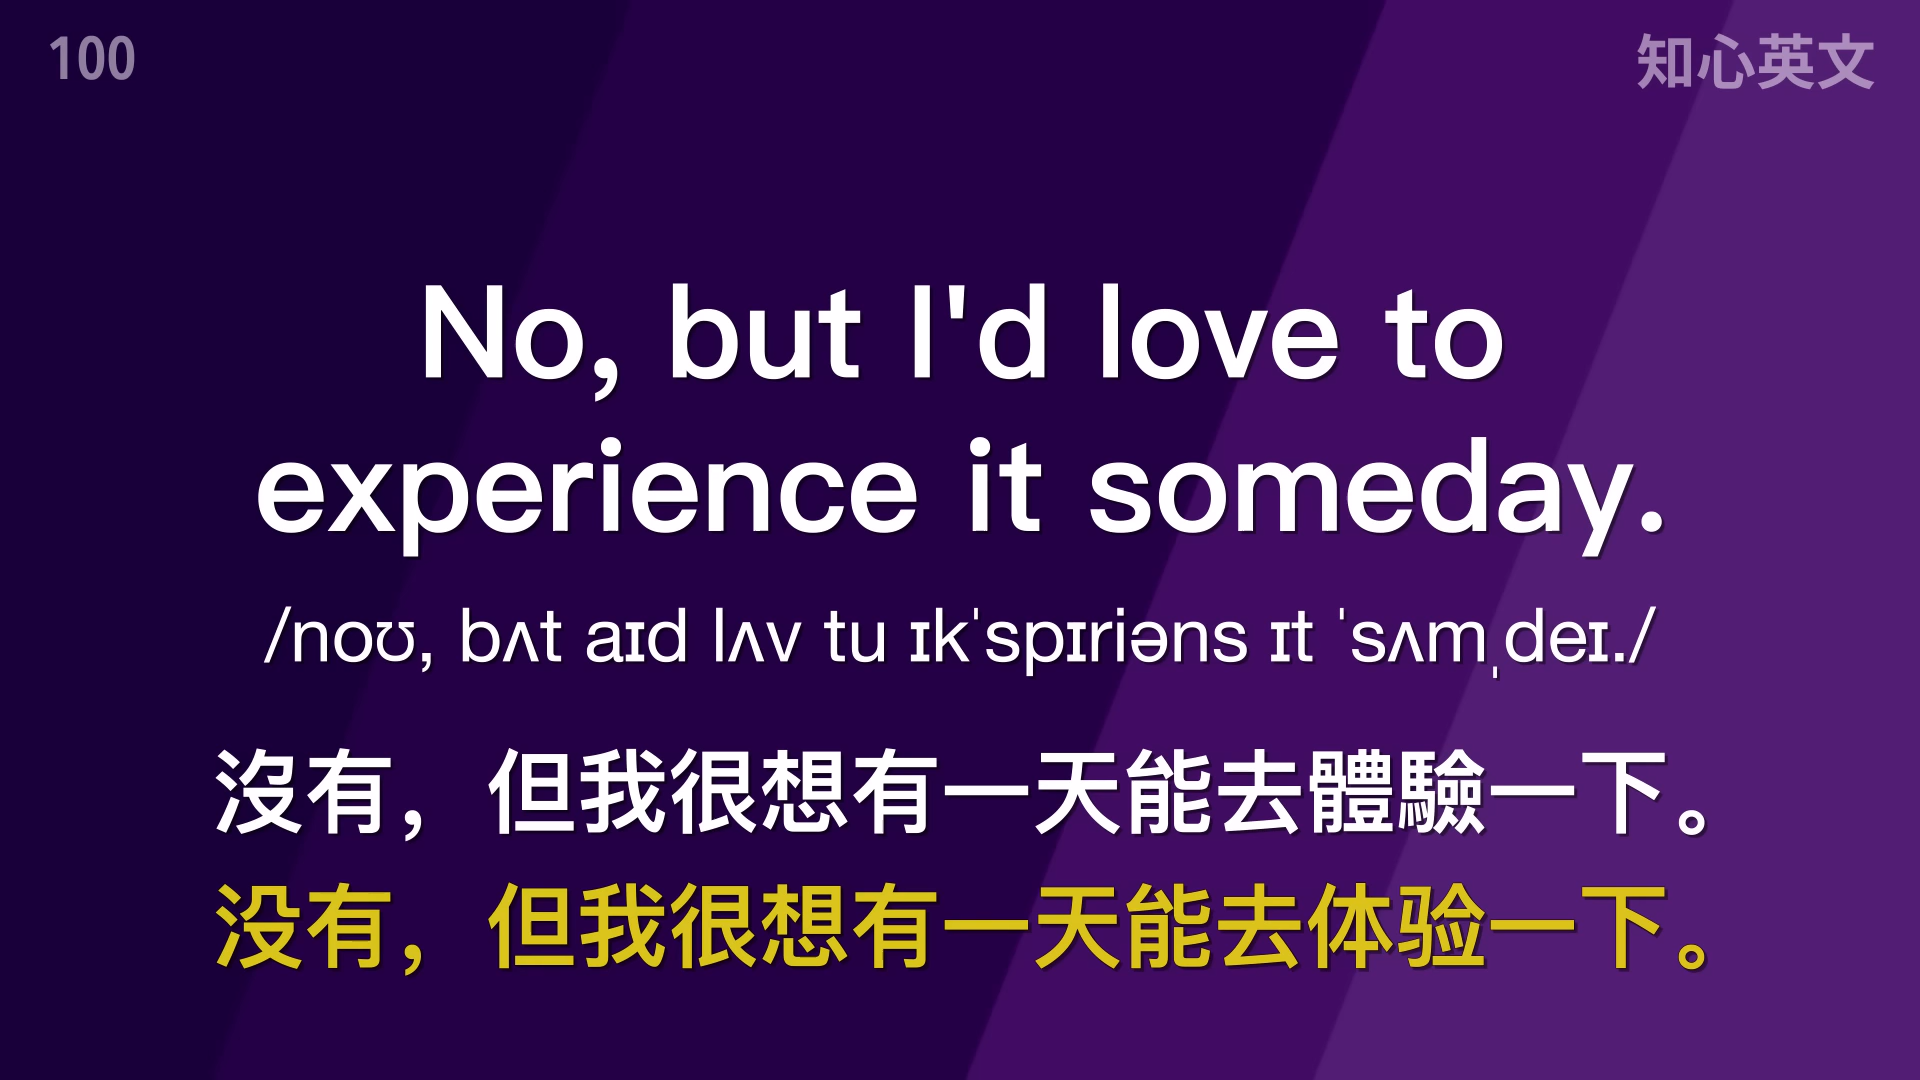 100
知心英文
No, but I'd love to
experience it someday.
/noʊ, bʌt aɪd lʌv tu ɪkˈspɪriəns ɪt ˈsʌmˌdeɪ./
沒有，但我很想有一天能去體驗一下。
没有，但我很想有一天能去体验一下。